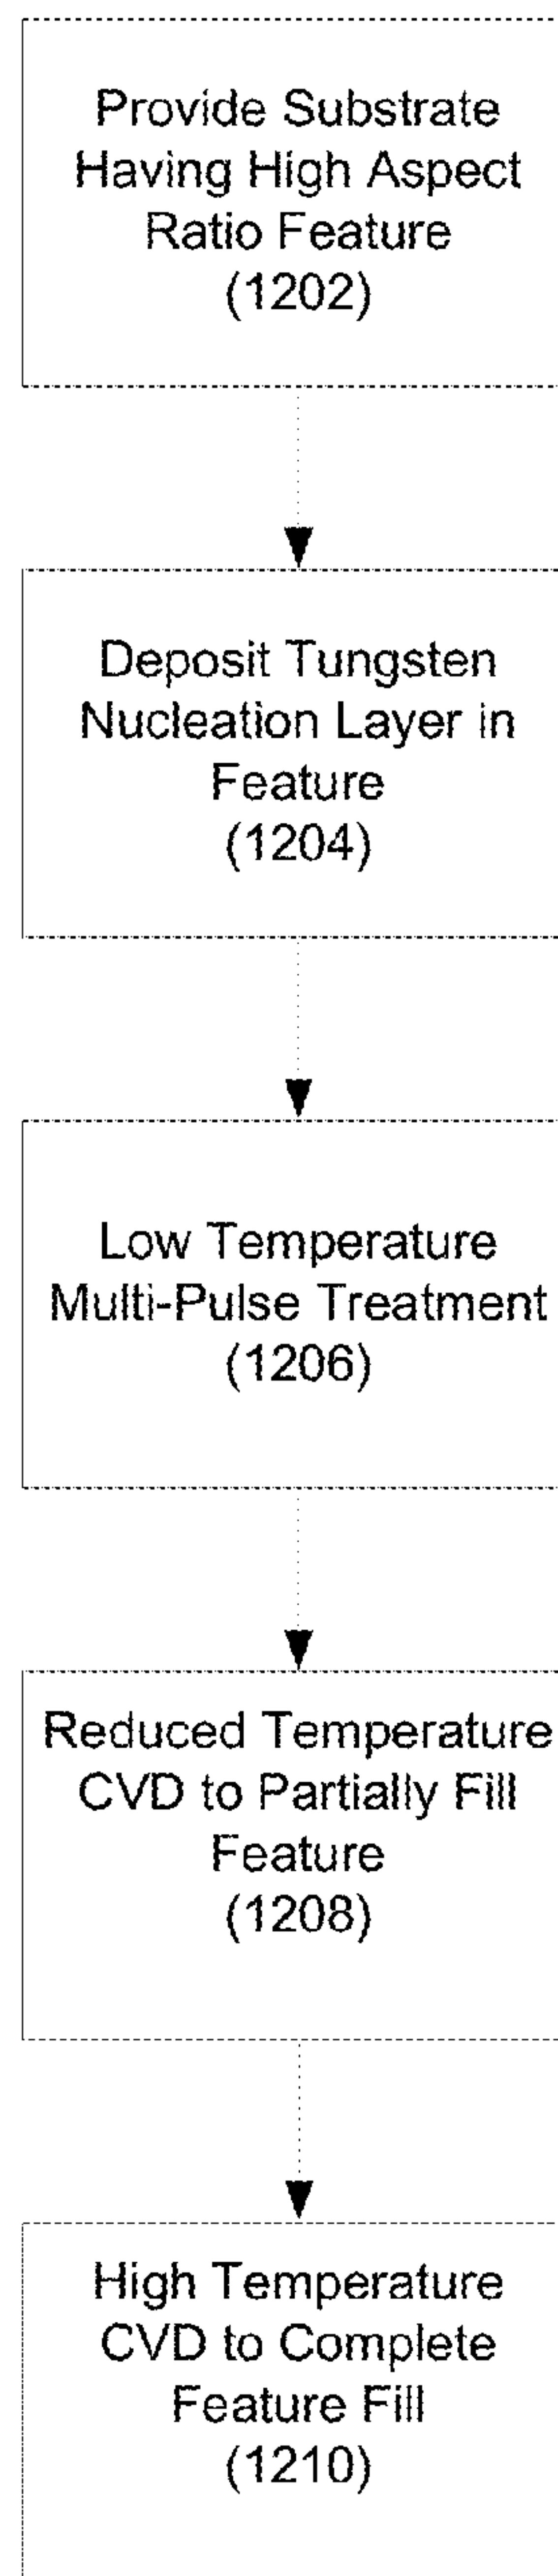 Provide Substrate
Having High Aspect
Ratio Feature
(1202)
Deposit Tungsten
Nucleation Layer in
Feature
(1204)
Low Temperature
Multi-Pulse Treatment
(1206)
Reduced Temperature
CVD to Partially Fill
Feature
(1208)
High Temperature
CVD to Complete
Feature Fill
(1210)